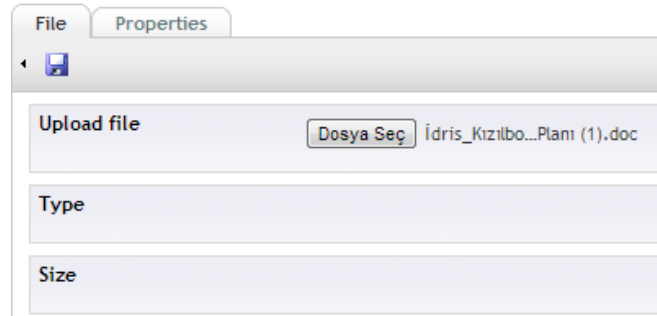 File Properties
Upload file Dosya Seç İdris_Kızılbo...Planı (1).doc
Type
Size